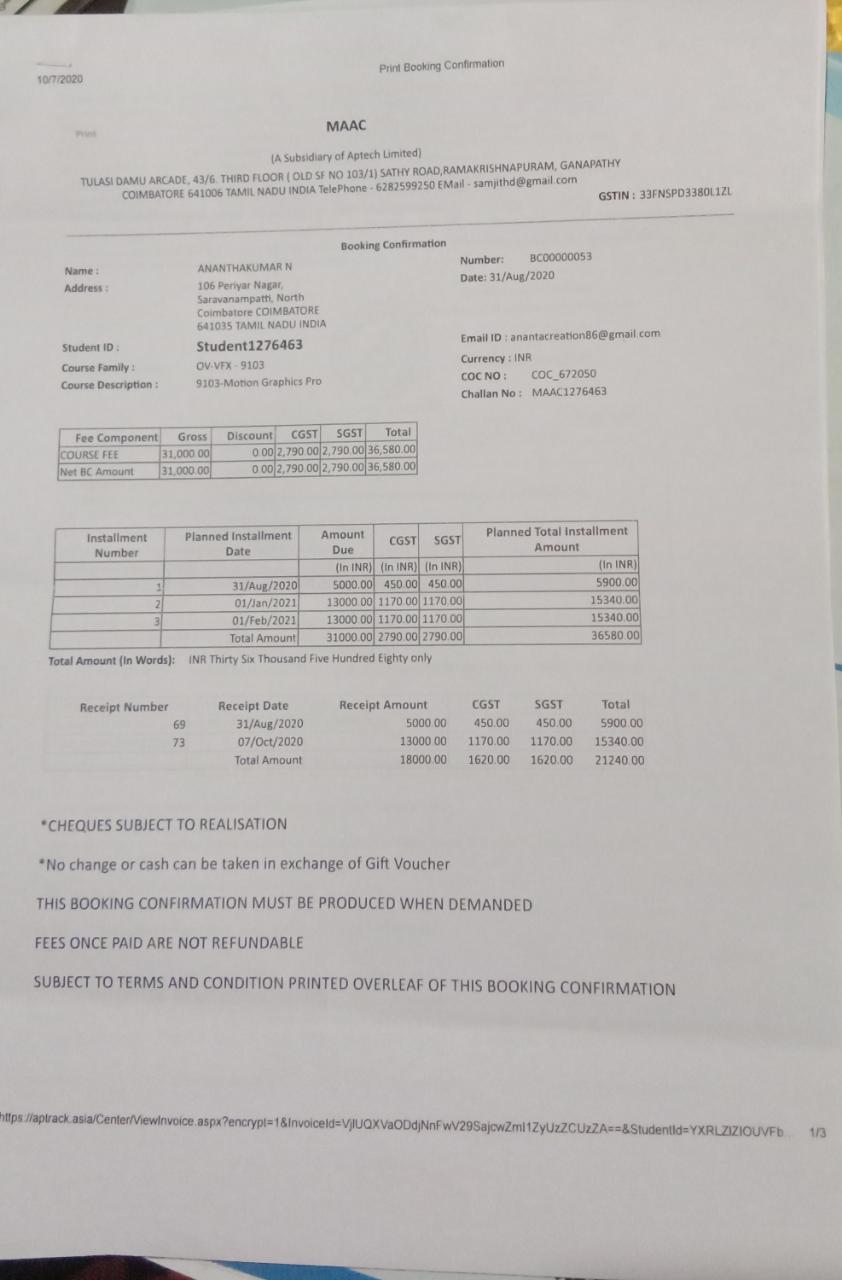 10/7/2020
Print Booking Confirmation
Print
MAAC
(A Subsidiary of Aptech Limited)
TULASI DAMU ARCADE, 43/6. THIRD FLOOR ( OLD SF NO 103/1) SATHY ROAD,RAMAKRISHNAPURAM, GANAPATHY
COIMBATORE 641006 TAMIL NADU INDIA TelePhone - 6282599250 EMail - samjithd@gmail.com
GSTIN : 33FNSPD3380L1ZL
Booking Confirmation
Name : ANANTHAKUMAR N
Number: BC00000053
Address : 106 Periyar Nagar,
Date: 31/Aug/2020
Saravanampatti, North
Coimbatore COIMBATORE
641035 TAMIL NADU INDIA
Student ID : Student1276463
Email ID : anantacreation86@gmail.com
Course Family : OV-VFX - 9103
Currency : INR
Course Description : 9103-Motion Graphics Pro
COC NO : COC_672050
Challan No : MAAC1276463
Fee Component Gross Discount CGST SGST Total
COURSE FEE 31,000.00 0.00 2,790.00 2,790.00 36,580.00
Net BC Amount 31,000.00 0.00 2,790.00 2,790.00 36,580.00
Installment Number Planned Installment Date Amount Due CGST SGST Planned Total Installment Amount
(In INR) (In INR) (In INR) (In INR)
1 31/Aug/2020 5000.00 450.00 450.00 5900.00
2 01/Jan/2021 13000.00 1170.00 1170.00 15340.00
3 01/Feb/2021 13000.00 1170.00 1170.00 15340.00
Total Amount 31000.00 2790.00 2790.00 36580.00
Total Amount (In Words): INR Thirty Six Thousand Five Hundred Eighty only
Receipt Number Receipt Date Receipt Amount CGST SGST Total
69 31/Aug/2020 5000.00 450.00 450.00 5900.00
73 07/Oct/2020 13000.00 1170.00 1170.00 15340.00
Total Amount 18000.00 1620.00 1620.00 21240.00
*CHEQUES SUBJECT TO REALISATION
*No change or cash can be taken in exchange of Gift Voucher
THIS BOOKING CONFIRMATION MUST BE PRODUCED WHEN DEMANDED
FEES ONCE PAID ARE NOT REFUNDABLE
SUBJECT TO TERMS AND CONDITION PRINTED OVERLEAF OF THIS BOOKING CONFIRMATION
https://aptrack.asia/Center/ViewInvoice.aspx?encrypt=1&InvoiceId=VjlUQXVaODdjNnFwV29SajcwZml1ZyUzZCUzZA==&StudentId=YXRLZlZIOUVFb... 1/3